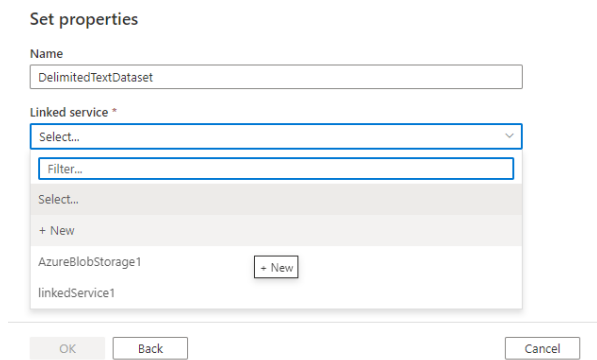 Set properties
Name
DelimitedTextDataset
Linked service *
Select...
Filter...
Select...
+ New
AzureBlobStorage1
+ New
linkedService1
OK Back Cancel